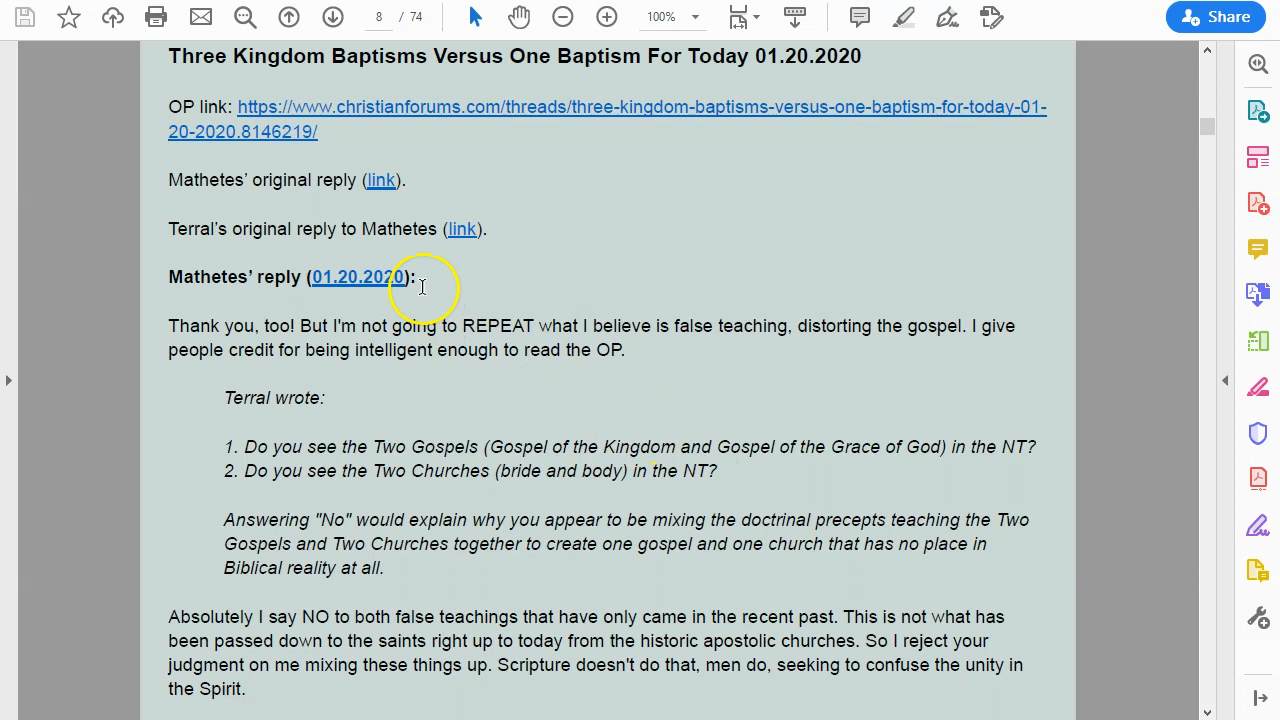 8 / 74
100%
Share
Three Kingdom Baptisms Versus One Baptism For Today 01.20.2020
OP link: https://www.christianforums.com/threads/three-kingdom-baptisms-versus-one-baptism-for-today-01-
20-2020.8146219/
Mathetes’ original reply (link).
Terral’s original reply to Mathetes (link).
Mathetes’ reply (01.20.2020):
Thank you, too! But I'm not going to REPEAT what I believe is false teaching, distorting the gospel. I give
people credit for being intelligent enough to read the OP.
Terral wrote:
1. Do you see the Two Gospels (Gospel of the Kingdom and Gospel of the Grace of God) in the NT?
2. Do you see the Two Churches (bride and body) in the NT?
Answering "No" would explain why you appear to be mixing the doctrinal precepts teaching the Two
Gospels and Two Churches together to create one gospel and one church that has no place in
Biblical reality at all.
Absolutely I say NO to both false teachings that have only came in the recent past. This is not what has
been passed down to the saints right up to today from the historic apostolic churches. So I reject your
judgment on me mixing these things up. Scripture doesn't do that, men do, seeking to confuse the unity in
the Spirit.